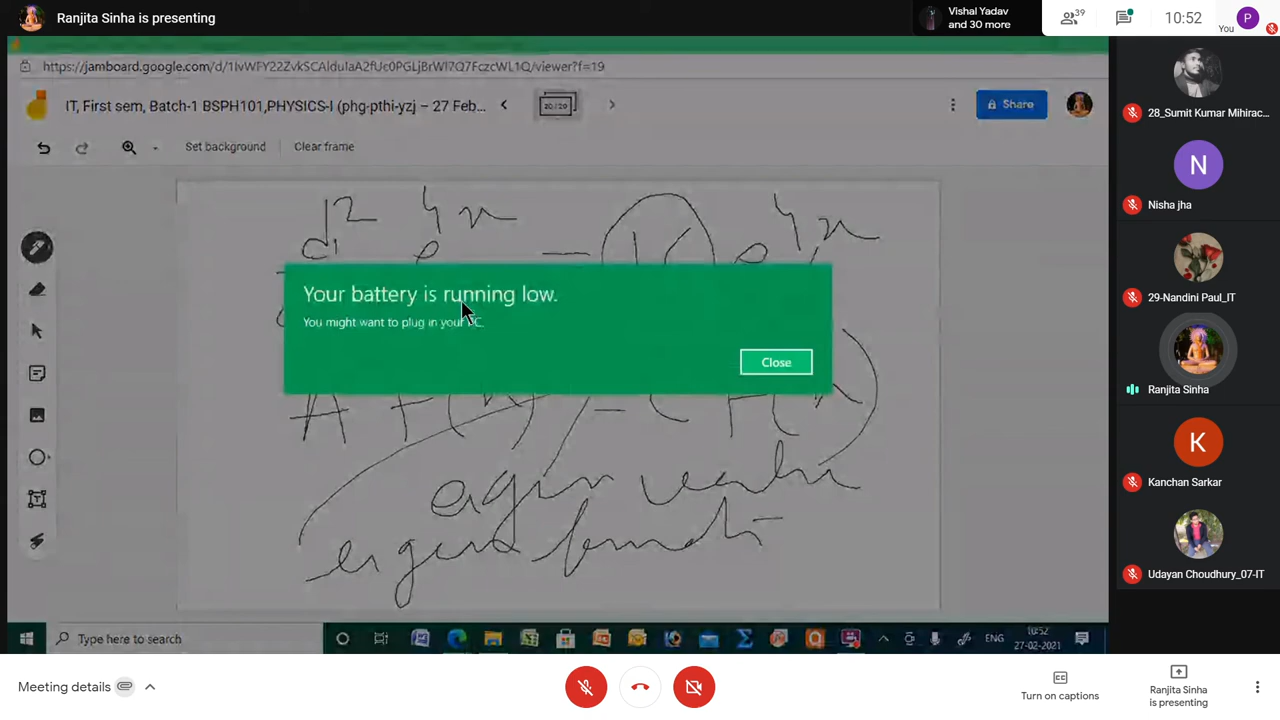 Ranjita Sinha is presenting
Vishal Yadav
and 30 more
39
10:52
You
P
https://jamboard.google.com/d/
/viewer?f=19
IT, First sem, Batch-1 BSPH101,PHYSICS-I (phg-pthi-yzj – 27 Feb...
20/20
Share
Set background
Clear frame
Your battery is running low.
You might want to plug in your PC.
Close
28_Sumit Kumar Mihirac...
N
Nisha jha
29-Nandini Paul_IT
Ranjita Sinha
K
Kanchan Sarkar
Udayan Choudhury_07-IT
Type here to search
ENG
10:52
27-02-2021
Meeting details
Turn on captions
Ranjita Sinha
is presenting